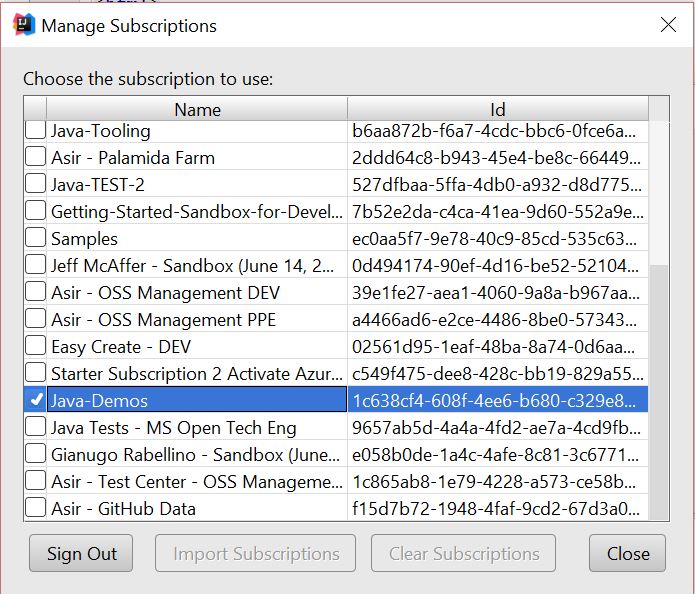 Manage Subscriptions
Choose the subscription to use:
Name Id
Java-Tooling b6aa872b-f6a7-4cdc-bbc6-0fce6a...
Asir - Palamida Farm 2ddd64c8-b943-45e4-be8c-66449...
Java-TEST-2 527dfbaa-5ffa-4db0-a932-d8d775...
Getting-Started-Sandbox-for-Devel... 7b52e2da-c4ca-41ea-9d60-552a9e...
Samples ec0aa5f7-9e78-40c9-85cd-535c63...
Jeff McAffer - Sandbox (June 14, 2... 0d494174-90ef-4d16-be52-52104...
Asir - OSS Management DEV 39e1fe27-aea1-4060-9a8a-b967aa...
Asir - OSS Management PPE a4466ad6-e2ce-4486-8be0-57343...
Easy Create - DEV 02561d95-1eaf-48ba-8a74-0d6aa...
Starter Subscription 2 Activate Azur... c549f475-dee8-428c-bb19-829a55...
Java-Demos 1c638cf4-608f-4ee6-b680-c329e8...
Java Tests - MS Open Tech Eng 9657ab5d-4a4a-4fd2-ae7a-4cd9fb...
Gianugo Rabellino - Sandbox (June... e058b0de-1a4c-4afe-8c81-3c6771...
Asir - Test Center - OSS Manageme... 1c865ab8-1e79-4228-a573-ce58b...
Asir - GitHub Data f15d7b72-1948-4faf-9cd2-67d3a0...
Sign Out Import Subscriptions Clear Subscriptions Close